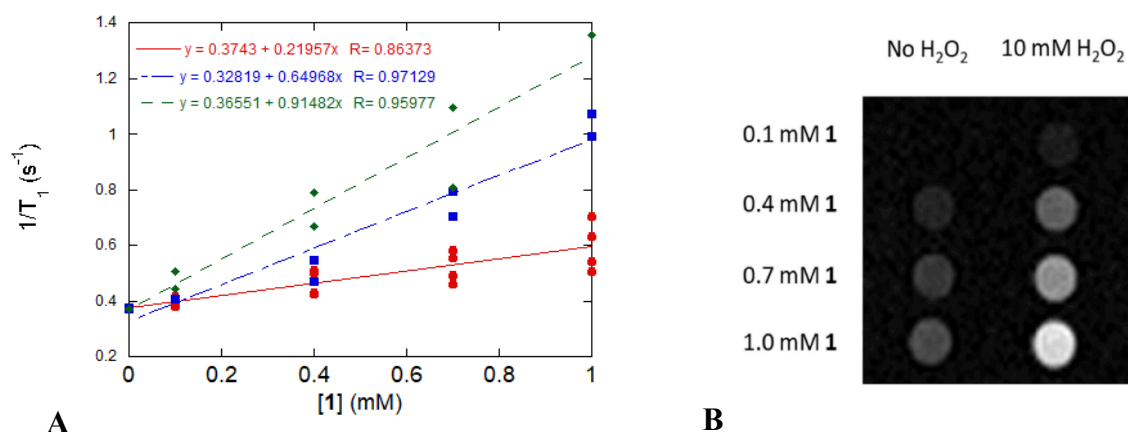 1.4
1.2
1
0.8
0.6
0.4
0.2
1/T₁ (s⁻¹)
y = 0.3743 + 0.21957x R= 0.86373
y = 0.32819 + 0.64968x R= 0.97129
y = 0.36551 + 0.91482x R= 0.95977
0 0.2 0.4 0.6 0.8 1
[1] (mM)
A
No H₂O₂ 10 mM H₂O₂
0.1 mM 1
0.4 mM 1
0.7 mM 1
1.0 mM 1
B